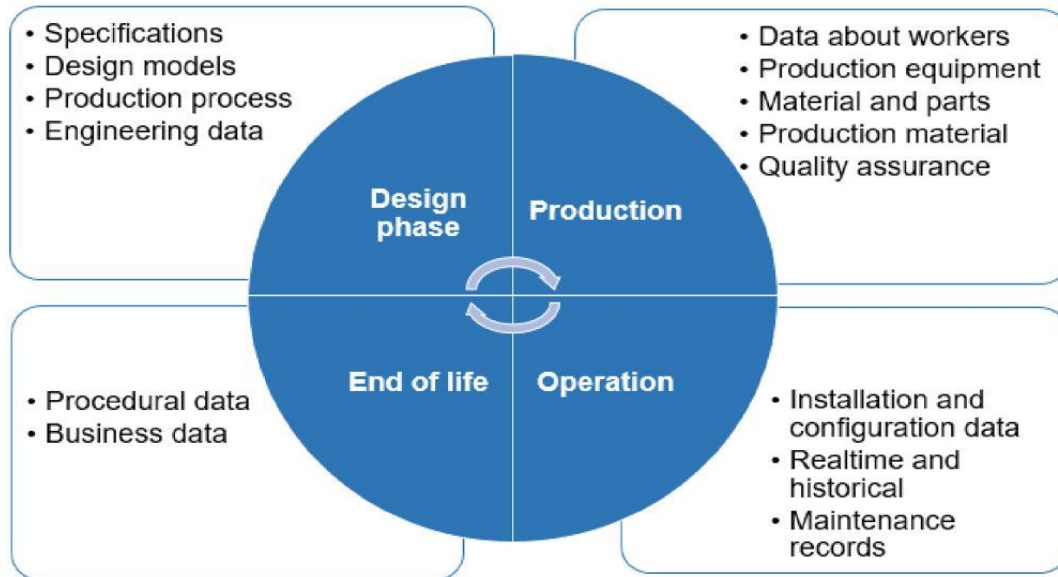 • Specifications
• Design models
• Production process
• Engineering data
• Data about workers
• Production equipment
• Material and parts
• Production material
• Quality assurance
Design
phase
Production
End of life
Operation
• Procedural data
• Business data
• Installation and
configuration data
• Realtime and
historical
• Maintenance
records